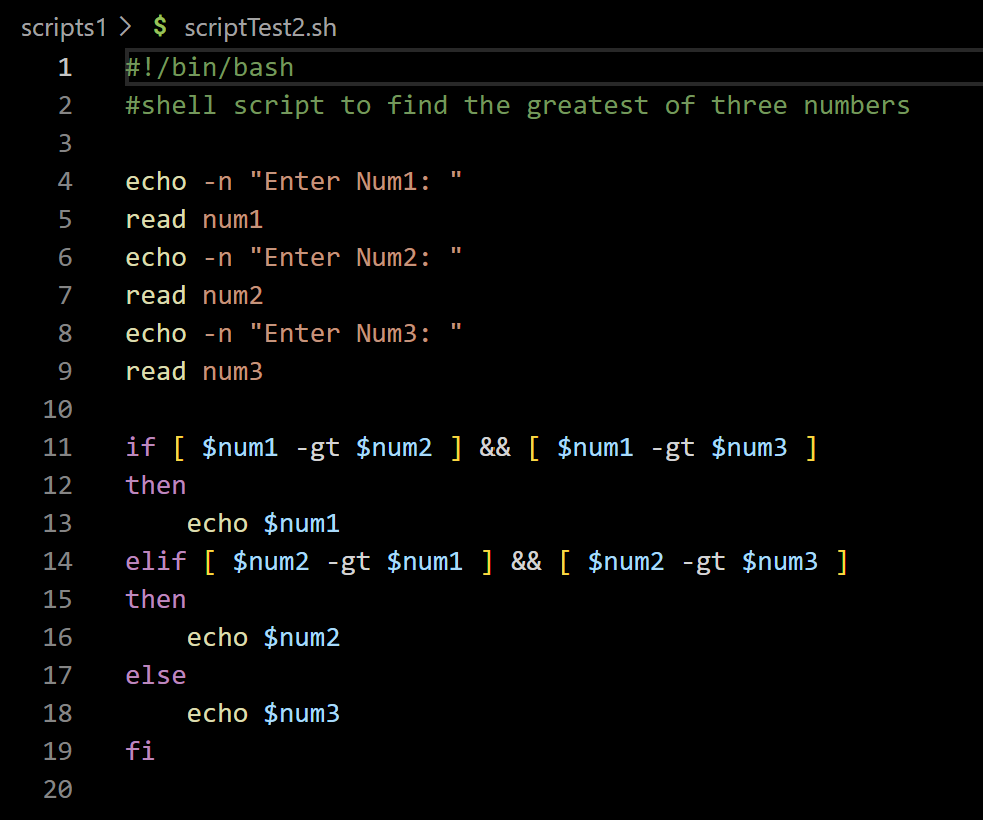 scripts1 > $ scriptTest2.sh
1 #!/bin/bash
2 #shell script to find the greatest of three numbers
3
4 echo -n "Enter Num1: "
5 read num1
6 echo -n "Enter Num2: "
7 read num2
8 echo -n "Enter Num3: "
9 read num3
10
11 if [ $num1 -gt $num2 ] && [ $num1 -gt $num3 ]
12 then
13     echo $num1
14 elif [ $num2 -gt $num1 ] && [ $num2 -gt $num3 ]
15 then
16     echo $num2
17 else
18     echo $num3
19 fi
20